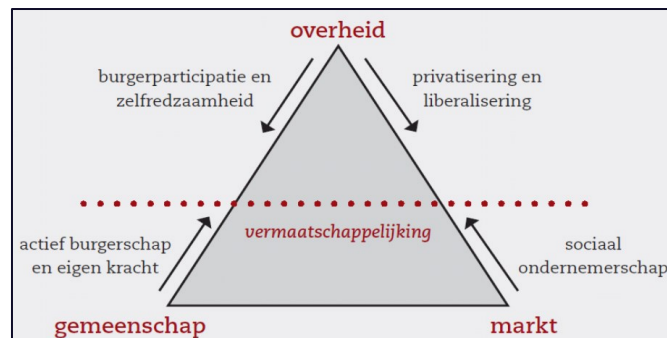 overheid
burgerparticipatie en
zelfredzaamheid
privatisering en
liberalisering
vermaatschappelijking
actief burgerschap
en eigen kracht
sociaal
ondernemerschap
gemeenschap
markt